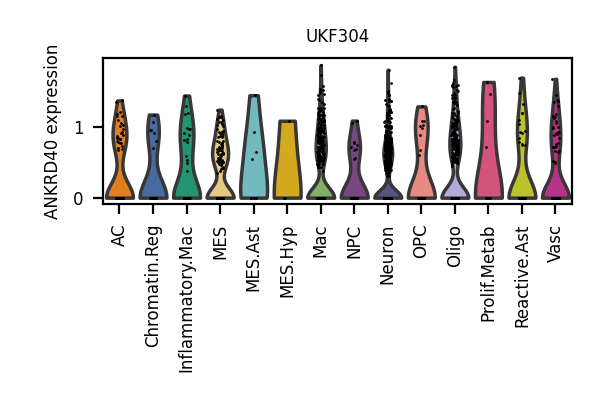 UKF304
ANKRD40 expression
1
0
AC
Chromatin.Reg
Inflammatory.Mac
MES
MES.Ast
MES.Hyp
Mac
NPC
Neuron
OPC
Oligo
Prolif.Metab
Reactive.Ast
Vasc